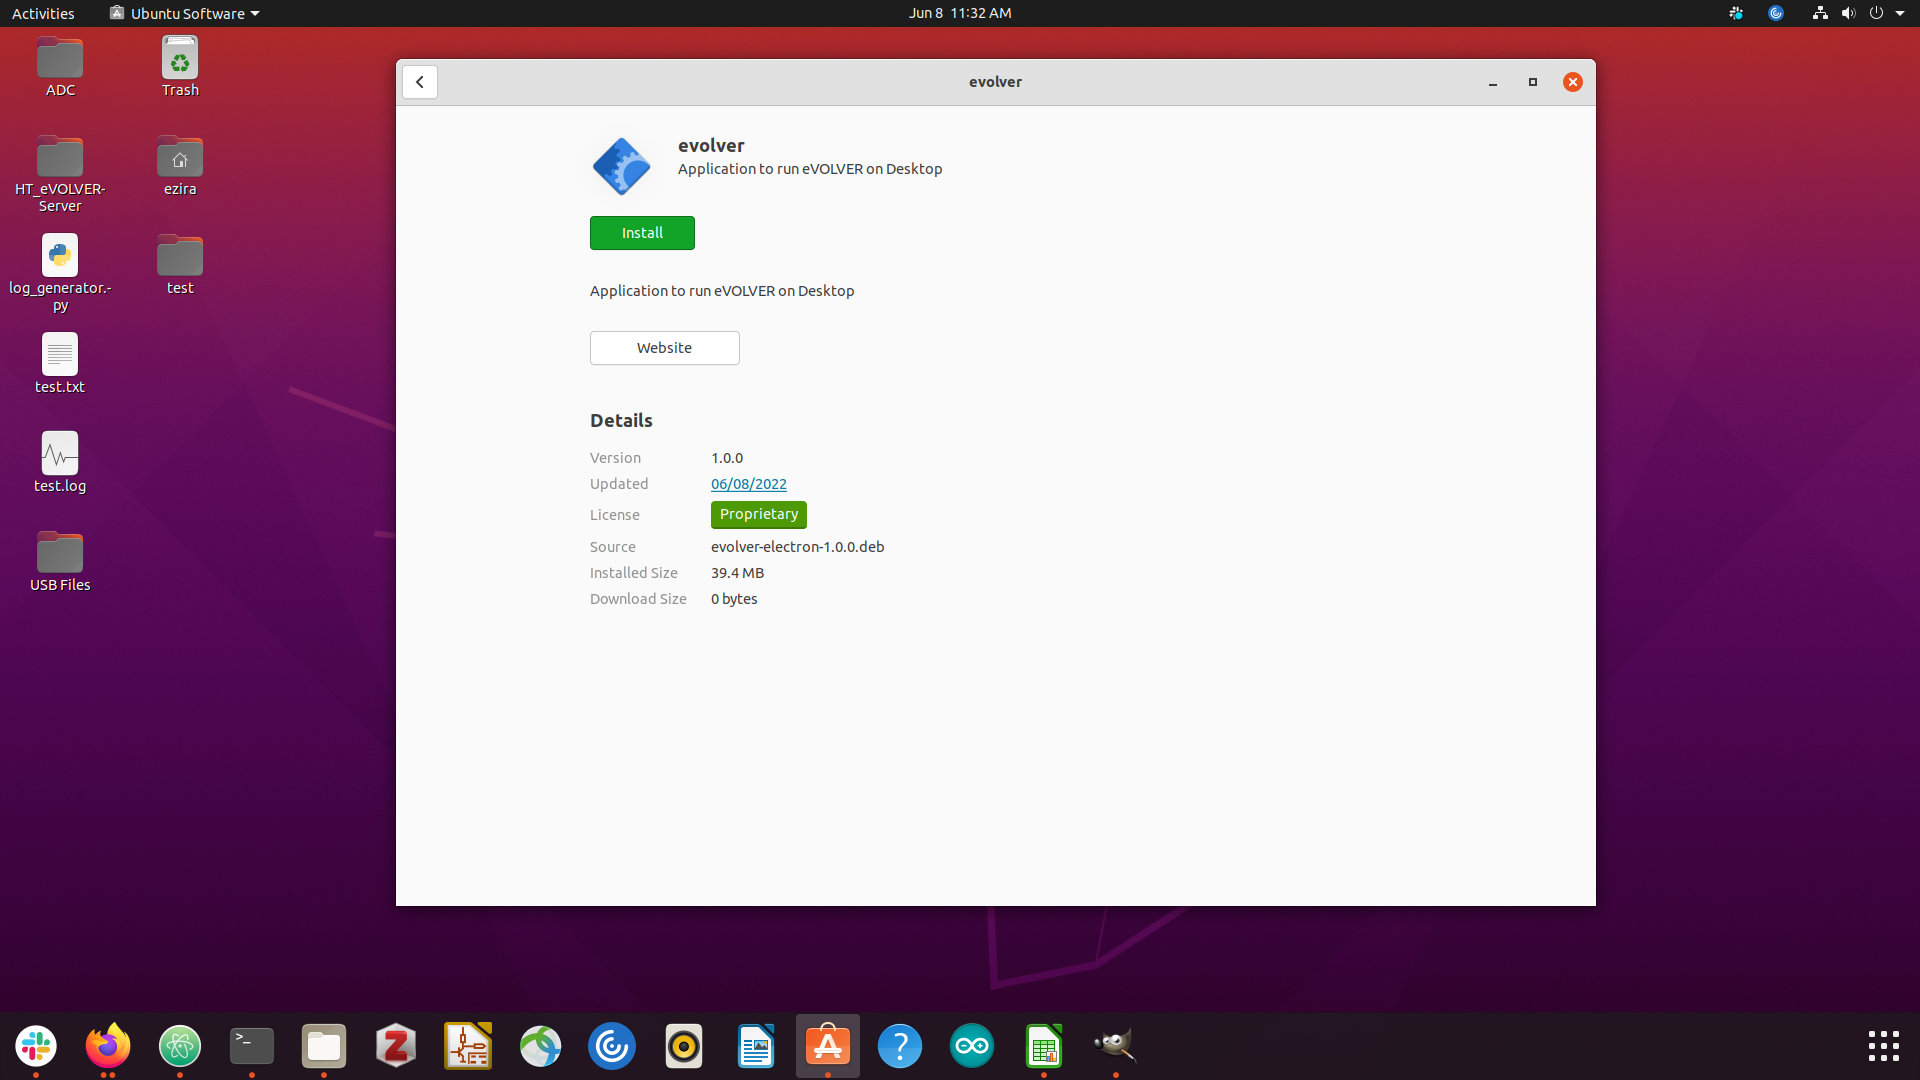 Activities
Ubuntu Software
Jun 8 11:32 AM
ADC
Trash
HT_eVOLVER-
Server
ezira
log_generator.-
py
test
test.txt
test.log
USB Files
evolver
evolver
Application to run eVOLVER on Desktop
Install
Application to run eVOLVER on Desktop
Website
Details
Version 1.0.0
Updated 06/08/2022
License Proprietary
Source evolver-electron-1.0.0.deb
Installed Size 39.4 MB
Download Size 0 bytes
>_
Z
A
?